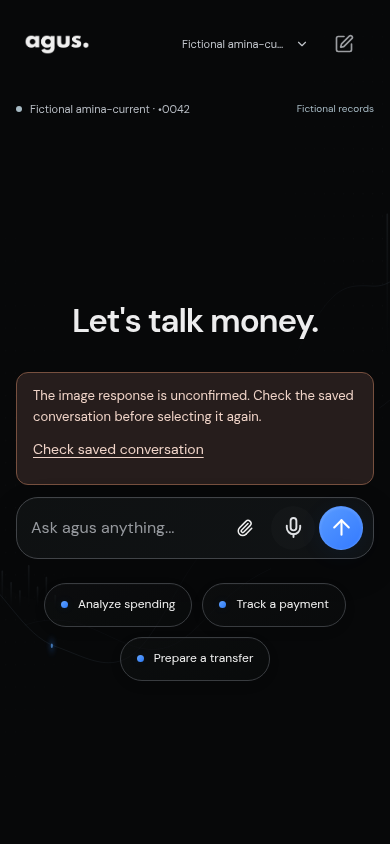 agus.
Fictional amina-cu...
Fictional amina-current · •0042
Fictional records
Let's talk money.
The image response is unconfirmed. Check the saved
conversation before selecting it again.
Check saved conversation
Ask agus anything...
Analyze spending
Track a payment
Prepare a transfer